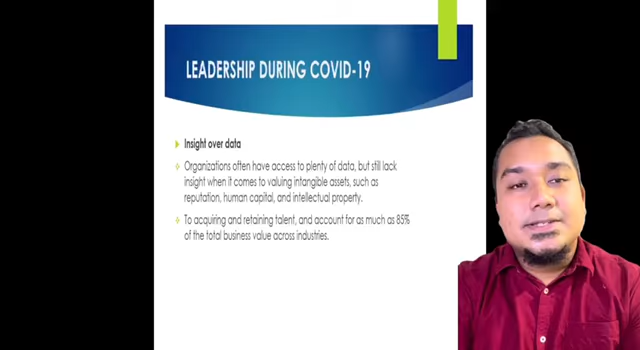 LEADERSHIP DURING COVID-19
Insight over data
Organizations often have access to plenty of data, but still lack
insight when it comes to valuing intangible assets, such as
reputation, human capital, and intellectual property.
To acquiring and retaining talent, and account for as much as 85%
of the total business value across industries.